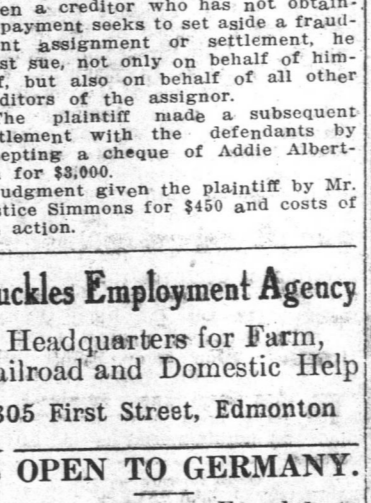 en a creditor who has not obtain-
payment seeks to set aside a fraud-
nt assignment or settlement, he
st sue, not only on behalf of him-
f, but also on behalf of all other
ditors of the assignor.
he plaintiff made a subsequent
tlement with the defendants by
epting a cheque of Addie Albert-
for $3,000.
udgment given the plaintiff by Mr.
stice Simmons for $450 and costs of
action.
uckles Employment Agency
Headquarters for Farm,
ailroad and Domestic Help
305 First Street, Edmonton
OPEN TO GERMANY.